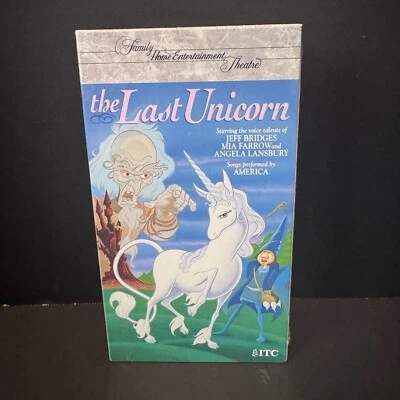 Family
Home Entertainment
Theatre
the Last Unicorn
Starring the voice talents of
JEFF BRIDGES
MIA FARROW and
ANGELA LANSBURY
Songs performed by
AMERICA
ITC